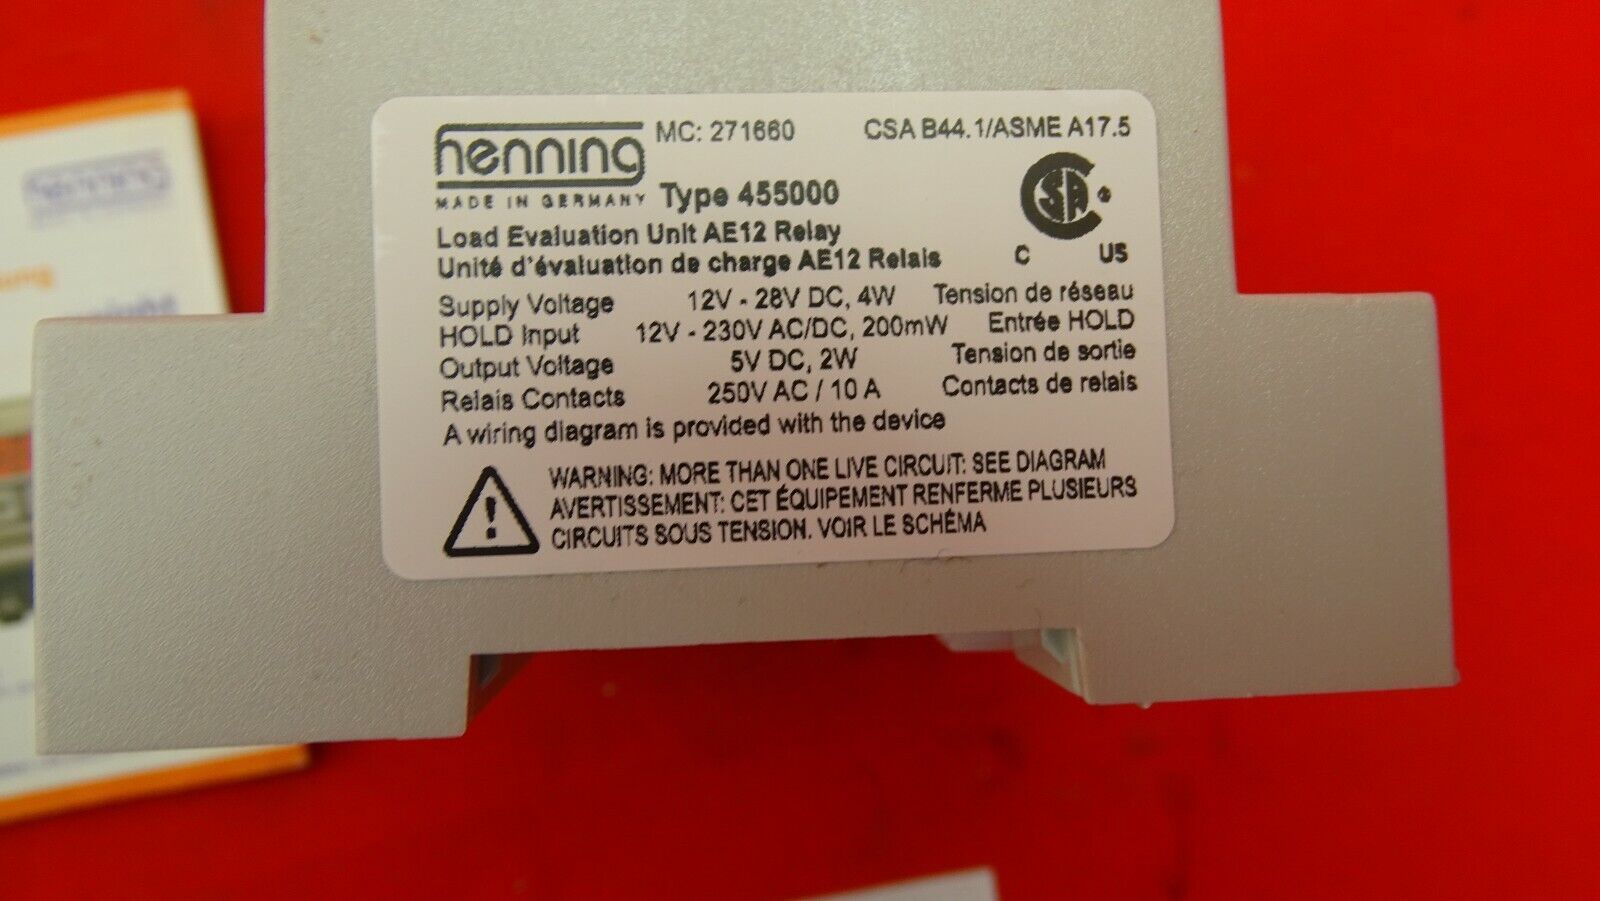 henning
MADE IN GERMANY
MC: 271660
CSA B44.1/ASME A17.5
Type 455000
Load Evaluation Unit AE12 Relay
Unité d'évaluation de charge AE12 Relais
C US
Supply Voltage 12V - 28V DC, 4W Tension de réseau
HOLD Input 12V - 230V AC/DC, 200mW Entrée HOLD
Output Voltage 5V DC, 2W Tension de sortie
Relais Contacts 250V AC / 10 A Contacts de relais
A wiring diagram is provided with the device
WARNING: MORE THAN ONE LIVE CIRCUIT: SEE DIAGRAM
AVERTISSEMENT: CET ÉQUIPEMENT RENFERME PLUSIEURS
CIRCUITS SOUS TENSION. VOIR LE SCHÉMA